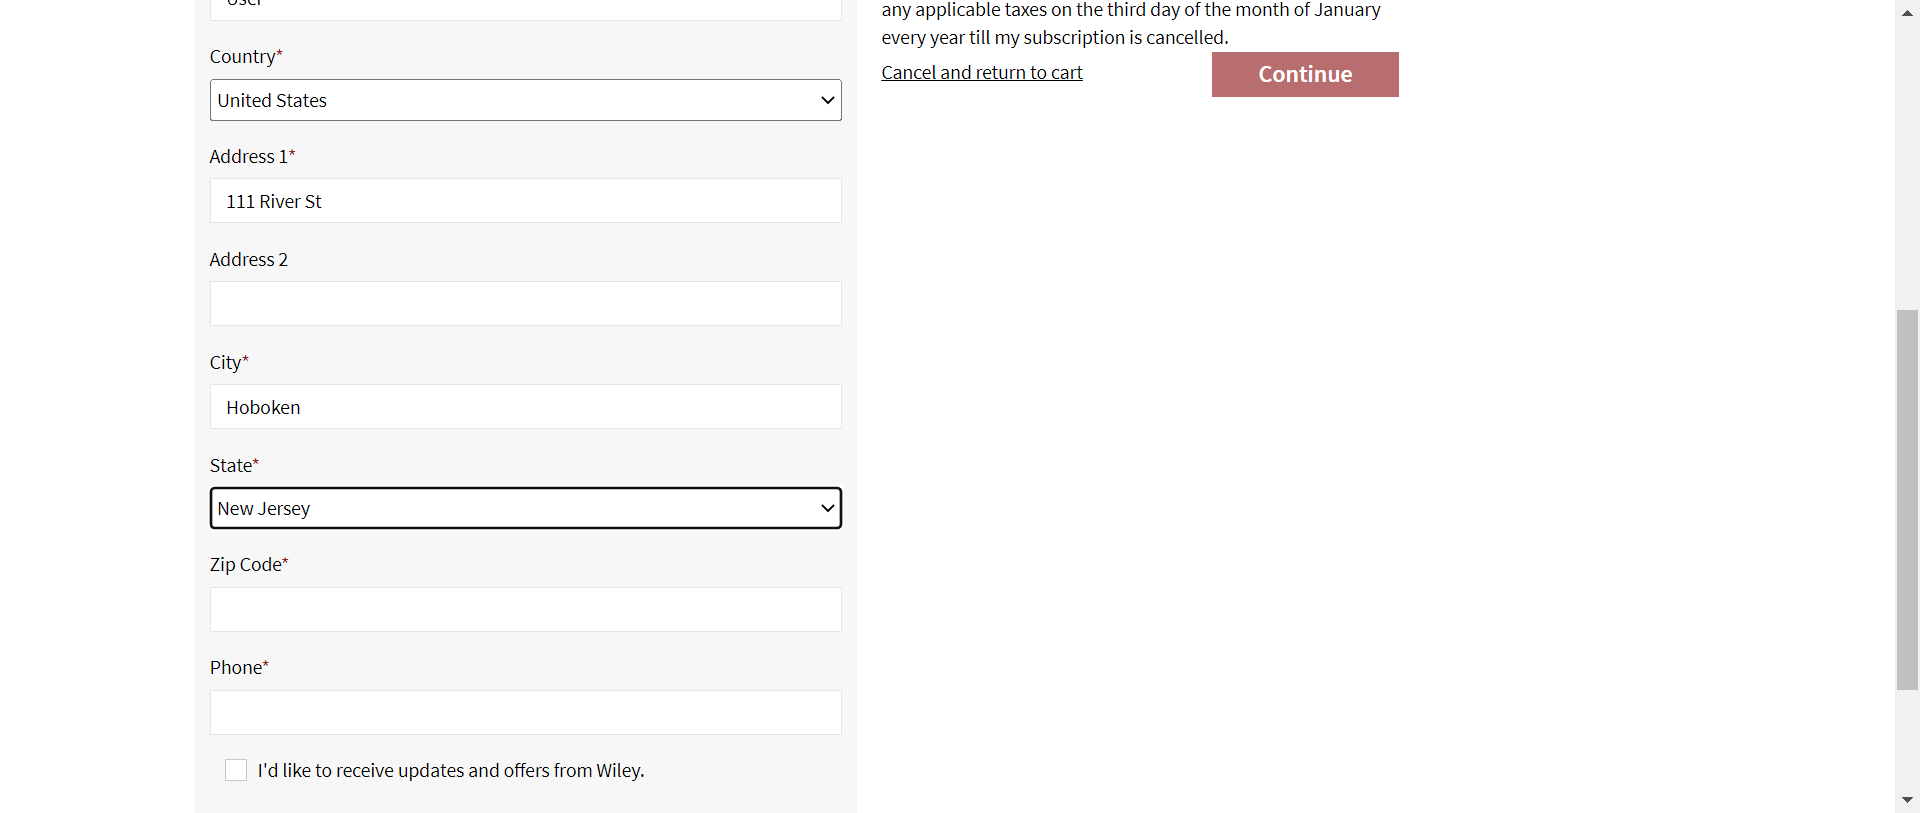 User
Country*
United States
Address 1*
111 River St
Address 2
City*
Hoboken
State*
New Jersey
Zip Code*
Phone*
I'd like to receive updates and offers from Wiley.
any applicable taxes on the third day of the month of January
every year till my subscription is cancelled.
Cancel and return to cart
Continue